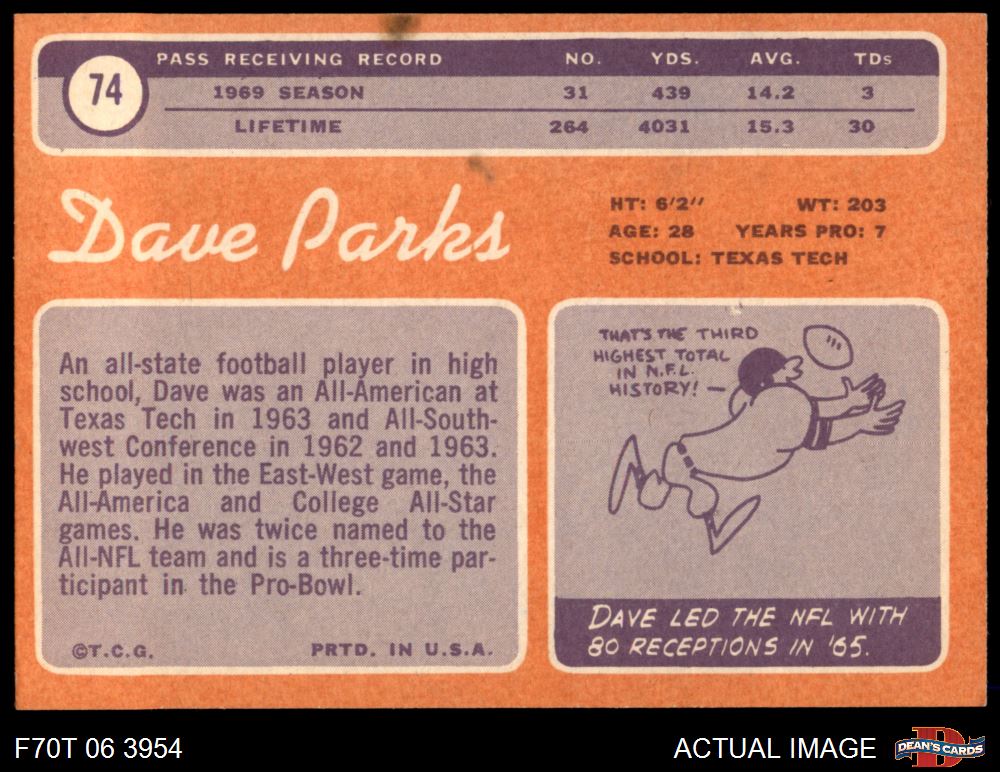 74
PASS RECEIVING RECORD NO. YDS. AVG. TDs
1969 SEASON 31 439 14.2 3
LIFETIME 264 4031 15.3 30
Dave Parks
HT: 6'2" WT: 203
AGE: 28 YEARS PRO: 7
SCHOOL: TEXAS TECH
An all-state football player in high
school, Dave was an All-American at
Texas Tech in 1963 and All-South-
west Conference in 1962 and 1963.
He played in the East-West game, the
All-America and College All-Star
games. He was twice named to the
All-NFL team and is a three-time par-
ticipant in the Pro-Bowl.
©T.C.G. PRTD. IN U.S.A.
THAT'S THE THIRD
HIGHEST TOTAL
IN N.F.L.
HISTORY! –
DAVE LED THE NFL WITH
80 RECEPTIONS IN '65.
F70T 06 3954
ACTUAL IMAGE
DEAN'S CARDS